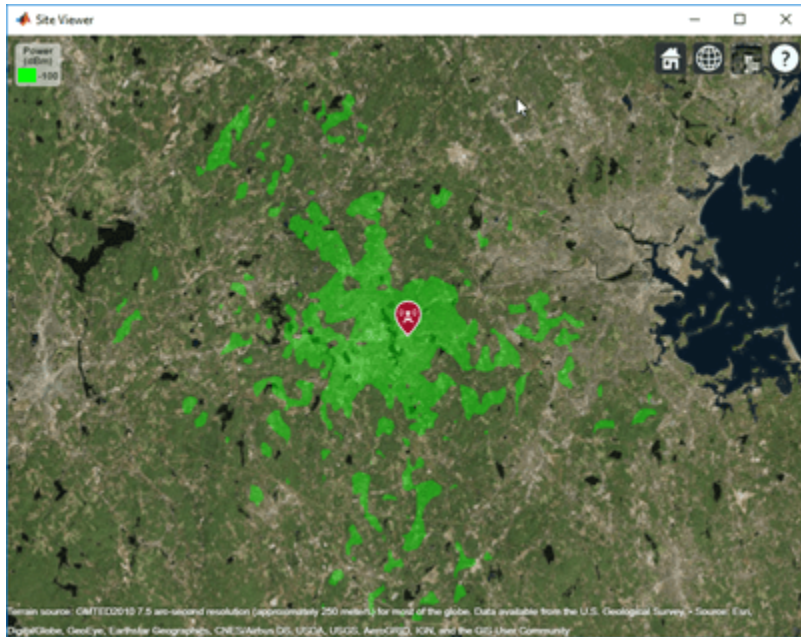 Site Viewer
Power
(dBm)
-100
?
Terrain source: GMTED2010 7.5 arc-second resolution (approximately 250 meters) for most of the globe. Data available from the U.S. Geological Survey. • Source: Esri,
DigitalGlobe, GeoEye, Earthstar Geographics, CNES/Airbus DS, USDA, USGS, AeroGRID, IGN, and the GIS User Community